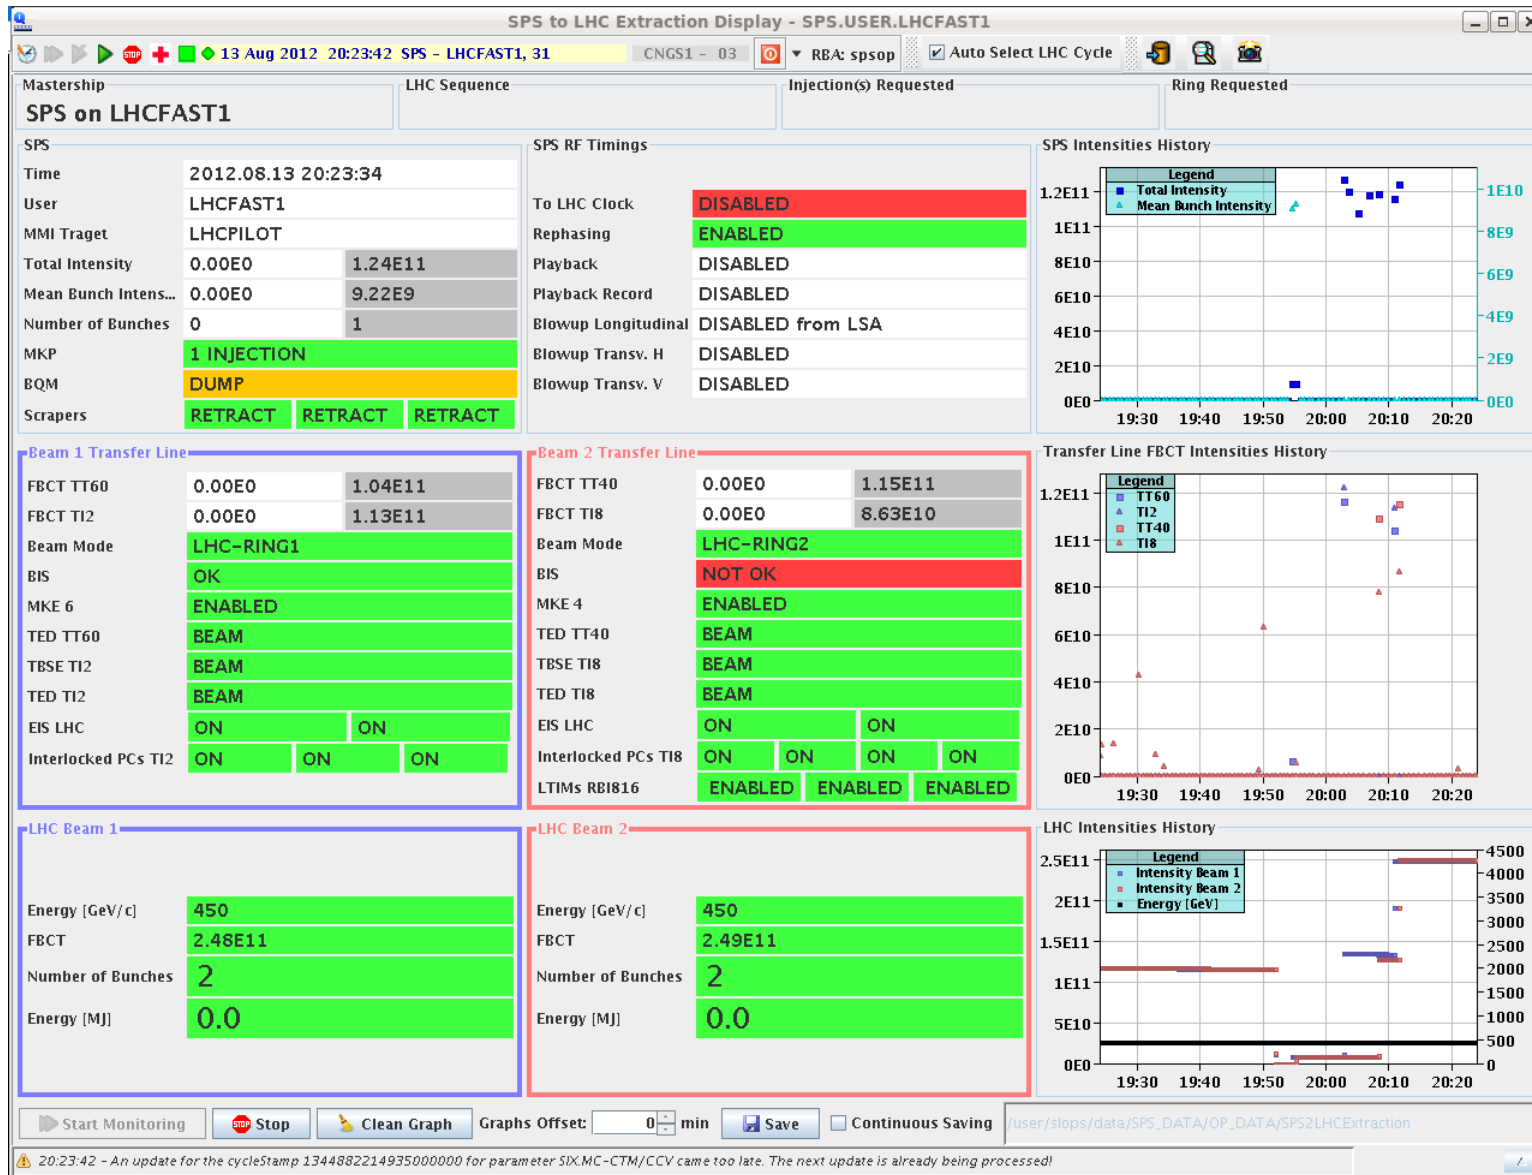 SPS to LHC Extraction Display - SPS.USER.LHCFAST1
STOP 13 Aug 2012 20:23:42 SPS - LHCFAST1, 31 CNGS1 - 03 RBA: spsop Auto Select LHC Cycle
Mastership LHC Sequence Injection(s) Requested Ring Requested
SPS on LHCFAST1
SPS
Time 2012.08.13 20:23:34
User LHCFAST1
MMI Traget LHCPILOT
Total Intensity 0.00E0 1.24E11
Mean Bunch Intens... 0.00E0 9.22E9
Number of Bunches 0 1
MKP 1 INJECTION
BQM DUMP
Scrapers RETRACT RETRACT RETRACT
SPS RF Timings
To LHC Clock DISABLED
Rephasing ENABLED
Playback DISABLED
Playback Record DISABLED
Blowup Longitudinal DISABLED from LSA
Blowup Transv. H DISABLED
Blowup Transv. V DISABLED
SPS Intensities History
Legend
Total Intensity
Mean Bunch Intensity
1.2E11
1E11
8E10
6E10
4E10
2E10
0E0
1E10
8E9
6E9
4E9
2E9
0E0
19:30 19:40 19:50 20:00 20:10 20:20
Beam 1 Transfer Line
FBCT TT60 0.00E0 1.04E11
FBCT TI2 0.00E0 1.13E11
Beam Mode LHC-RING1
BIS OK
MKE 6 ENABLED
TED TT60 BEAM
TBSE TI2 BEAM
TED TI2 BEAM
EIS LHC ON ON
Interlocked PCs TI2 ON ON ON
Beam 2 Transfer Line
FBCT TT40 0.00E0 1.15E11
FBCT TI8 0.00E0 8.63E10
Beam Mode LHC-RING2
BIS NOT OK
MKE 4 ENABLED
TED TT40 BEAM
TBSE TI8 BEAM
TED TI8 BEAM
EIS LHC ON ON
Interlocked PCs TI8 ON ON ON ON
LTIMs RBI816 ENABLED ENABLED ENABLED
Transfer Line FBCT Intensities History
Legend
TT60
TI2
TT40
TI8
1.2E11
1E11
8E10
6E10
4E10
2E10
0E0
19:30 19:40 19:50 20:00 20:10 20:20
LHC Beam 1
Energy [GeV/c] 450
FBCT 2.48E11
Number of Bunches 2
Energy [MJ] 0.0
LHC Beam 2
Energy [GeV/c] 450
FBCT 2.49E11
Number of Bunches 2
Energy [MJ] 0.0
LHC Intensities History
Legend
Intensity Beam 1
Intensity Beam 2
Energy [GeV]
2.5E11
2E11
1.5E11
1E11
5E10
0E0
4500
4000
3500
3000
2500
2000
1500
1000
500
0
19:30 19:40 19:50 20:00 20:10 20:20
Start Monitoring STOP Stop Clean Graph Graphs Offset: 0 min Save Continuous Saving /user/slops/data/SPS_DATA/OP_DATA/SPS2LHCExtraction
20:23:42 - An update for the cycleStamp 1344882214935000000 for parameter SIX.MC-CTM/CCV came too late. The next update is already being processed!